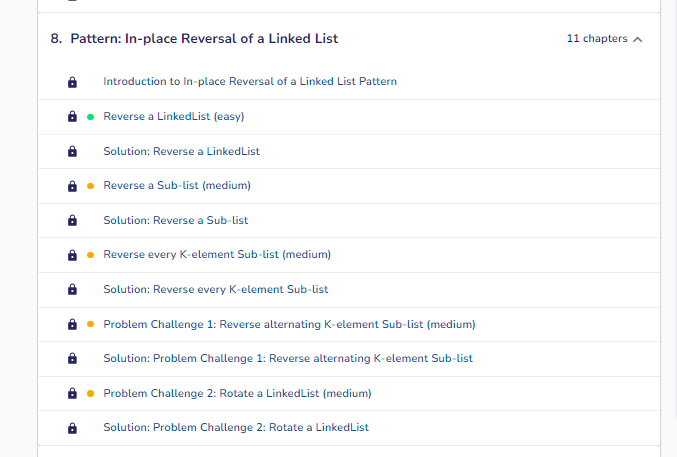 8. Pattern: In-place Reversal of a Linked List 11 chapters
Introduction to In-place Reversal of a Linked List Pattern
Reverse a LinkedList (easy)
Solution: Reverse a LinkedList
Reverse a Sub-list (medium)
Solution: Reverse a Sub-list
Reverse every K-element Sub-list (medium)
Solution: Reverse every K-element Sub-list
Problem Challenge 1: Reverse alternating K-element Sub-list (medium)
Solution: Problem Challenge 1: Reverse alternating K-element Sub-list
Problem Challenge 2: Rotate a LinkedList (medium)
Solution: Problem Challenge 2: Rotate a LinkedList